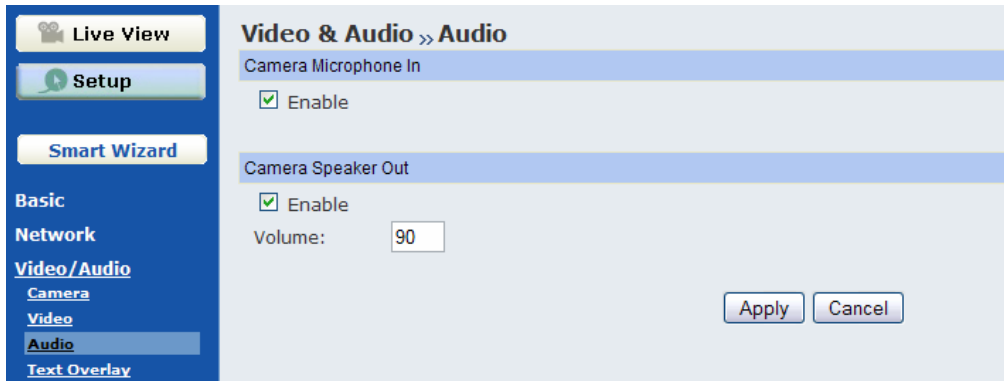 Live View
Setup
Smart Wizard
Basic
Network
Video/Audio
Camera
Video
Audio
Text Overlay
Video & Audio » Audio
Camera Microphone In
Enable
Camera Speaker Out
Enable
Volume: 90
Apply Cancel